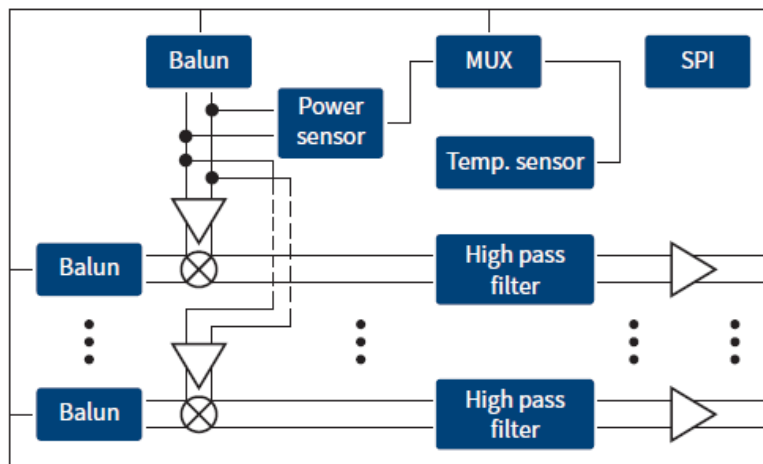 Balun
MUX
SPI
Power
sensor
Temp. sensor
Balun
High pass
filter
Balun
High pass
filter